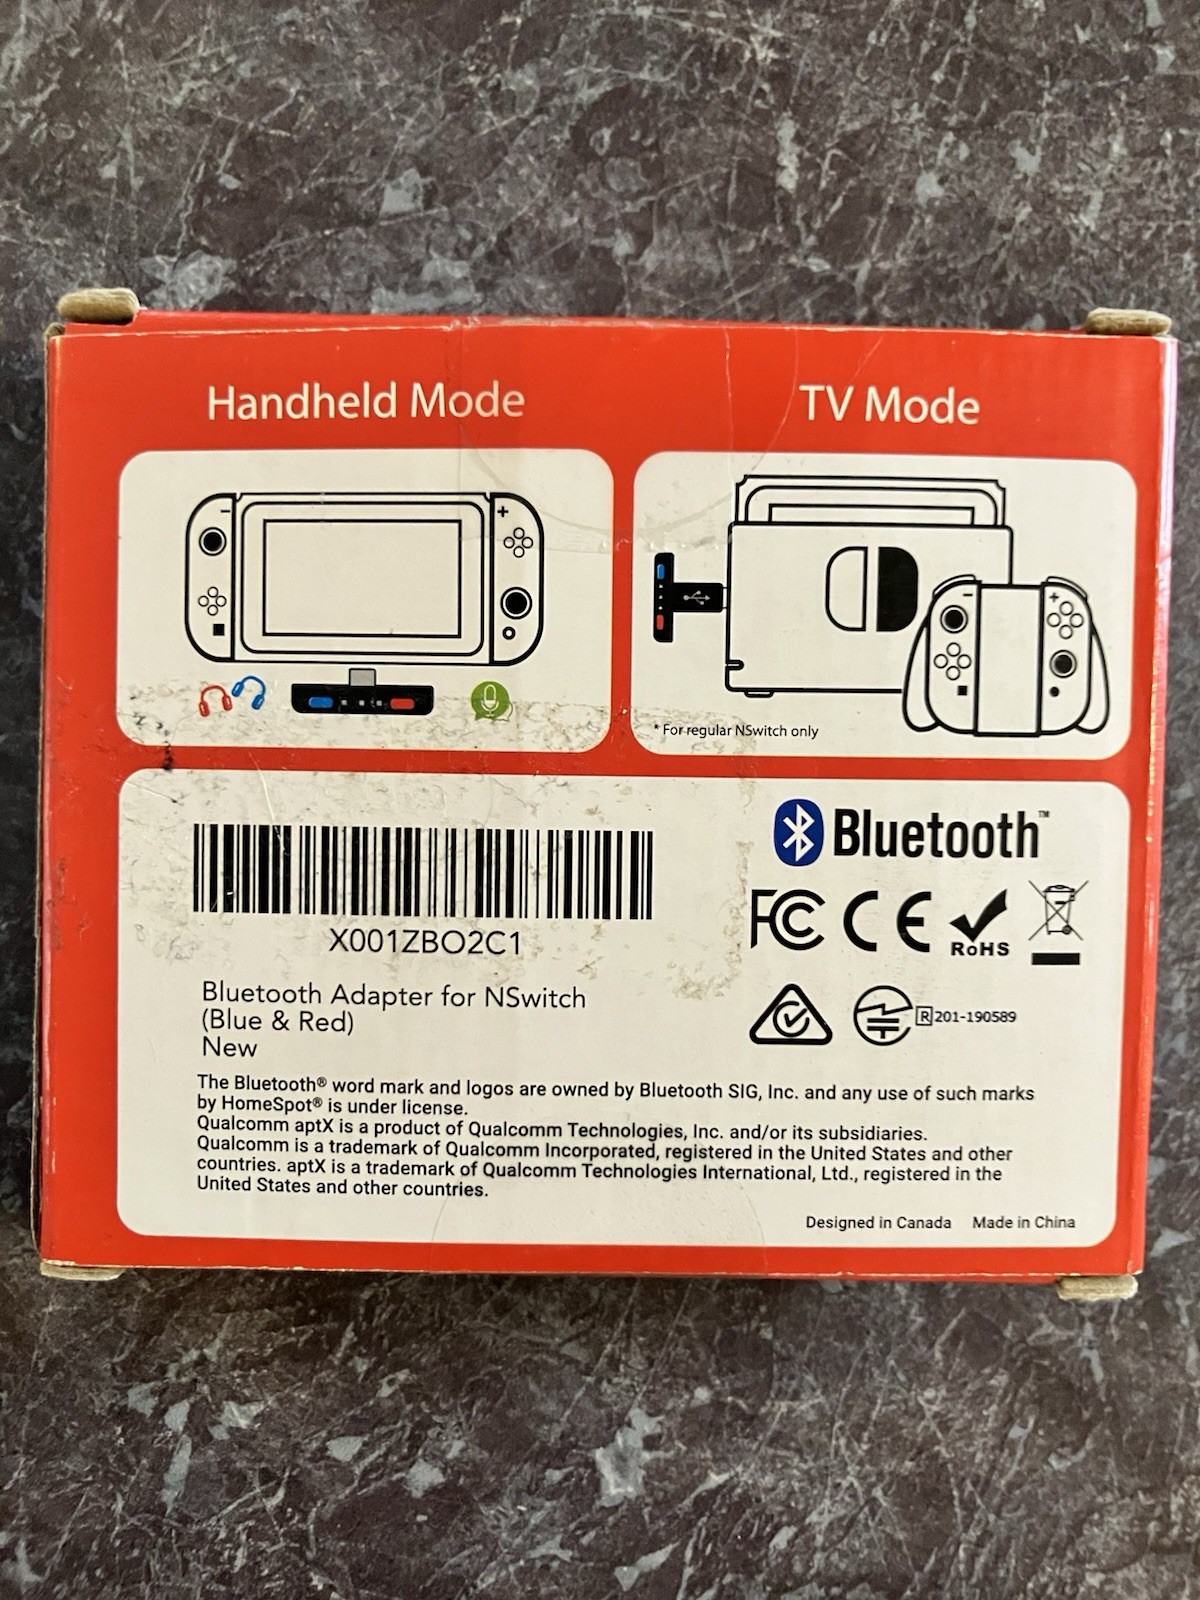 Handheld Mode
TV Mode
* For regular NSwitch only
X001ZBO2C1
Bluetooth Adapter for NSwitch
(Blue & Red)
New
Bluetooth™
FC CE RoHS
R 201-190589
The Bluetooth® word mark and logos are owned by Bluetooth SIG, Inc. and any use of such marks
by HomeSpot® is under license.
Qualcomm aptX is a product of Qualcomm Technologies, Inc. and/or its subsidiaries.
Qualcomm is a trademark of Qualcomm Incorporated, registered in the United States and other
countries. aptX is a trademark of Qualcomm Technologies International, Ltd., registered in the
United States and other countries.
Designed in Canada Made in China